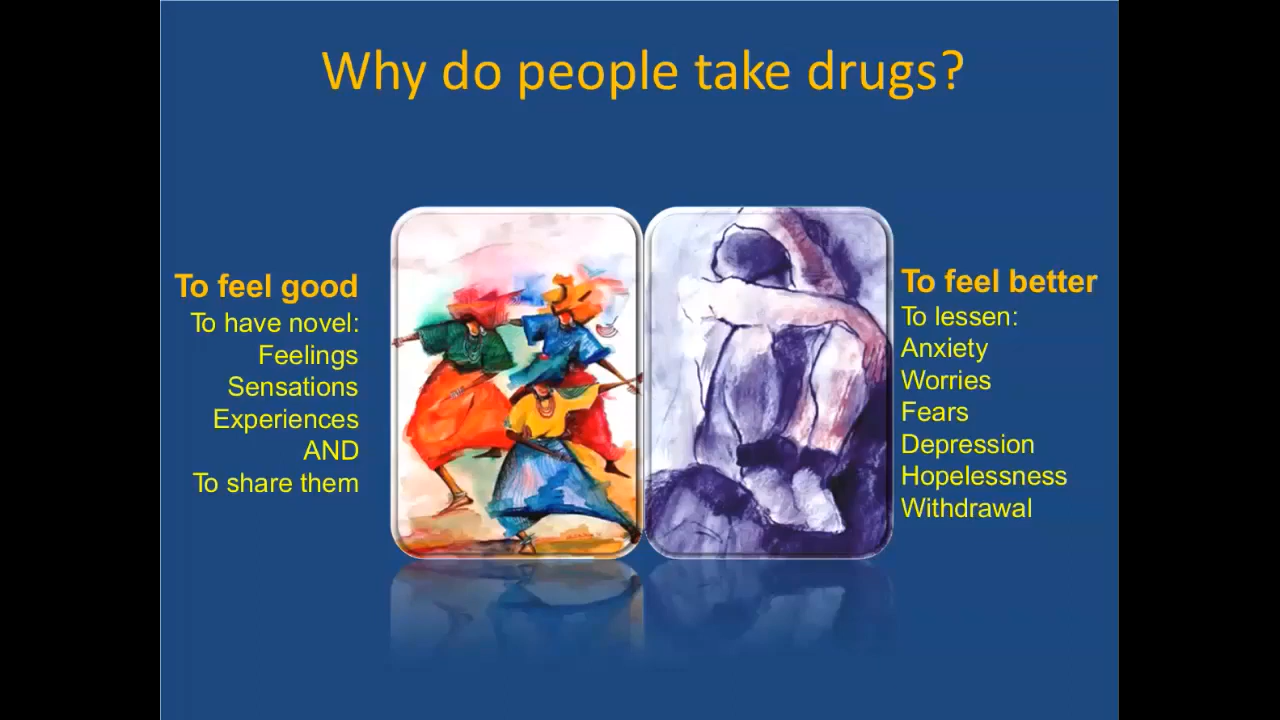 Why do people take drugs?
To feel good
To have novel:
Feelings
Sensations
Experiences
AND
To share them
To feel better
To lessen:
Anxiety
Worries
Fears
Depression
Hopelessness
Withdrawal